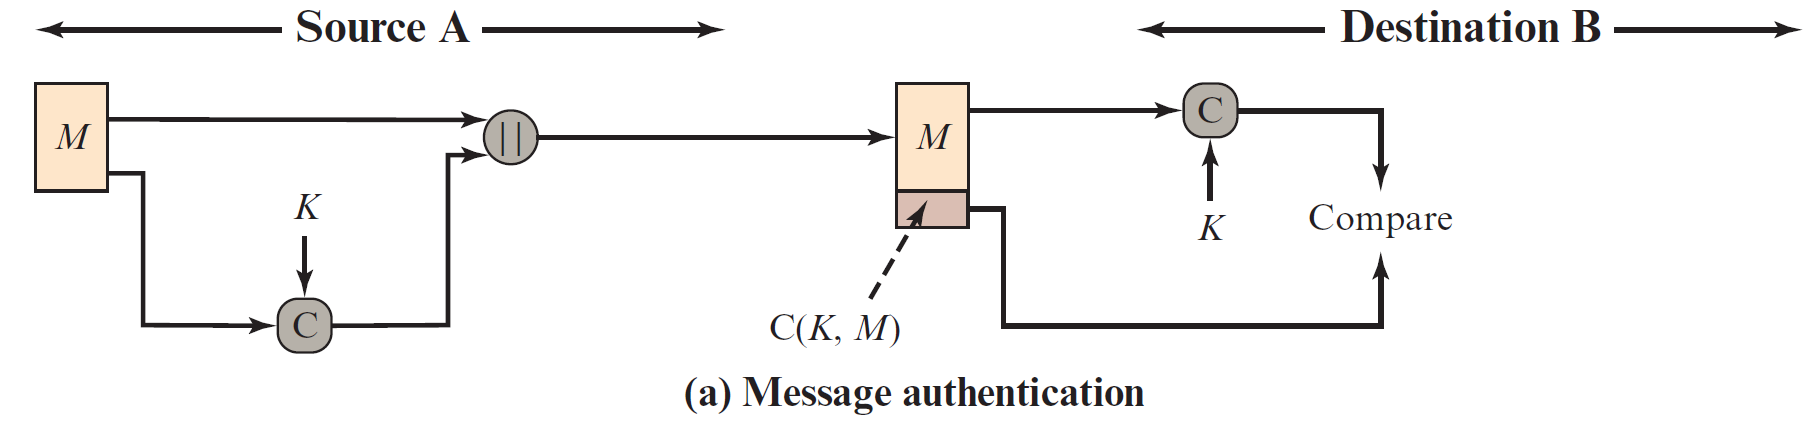 Source A
Destination B
M
||
M
C
K
K
Compare
C
C(K, M)
(a) Message authentication